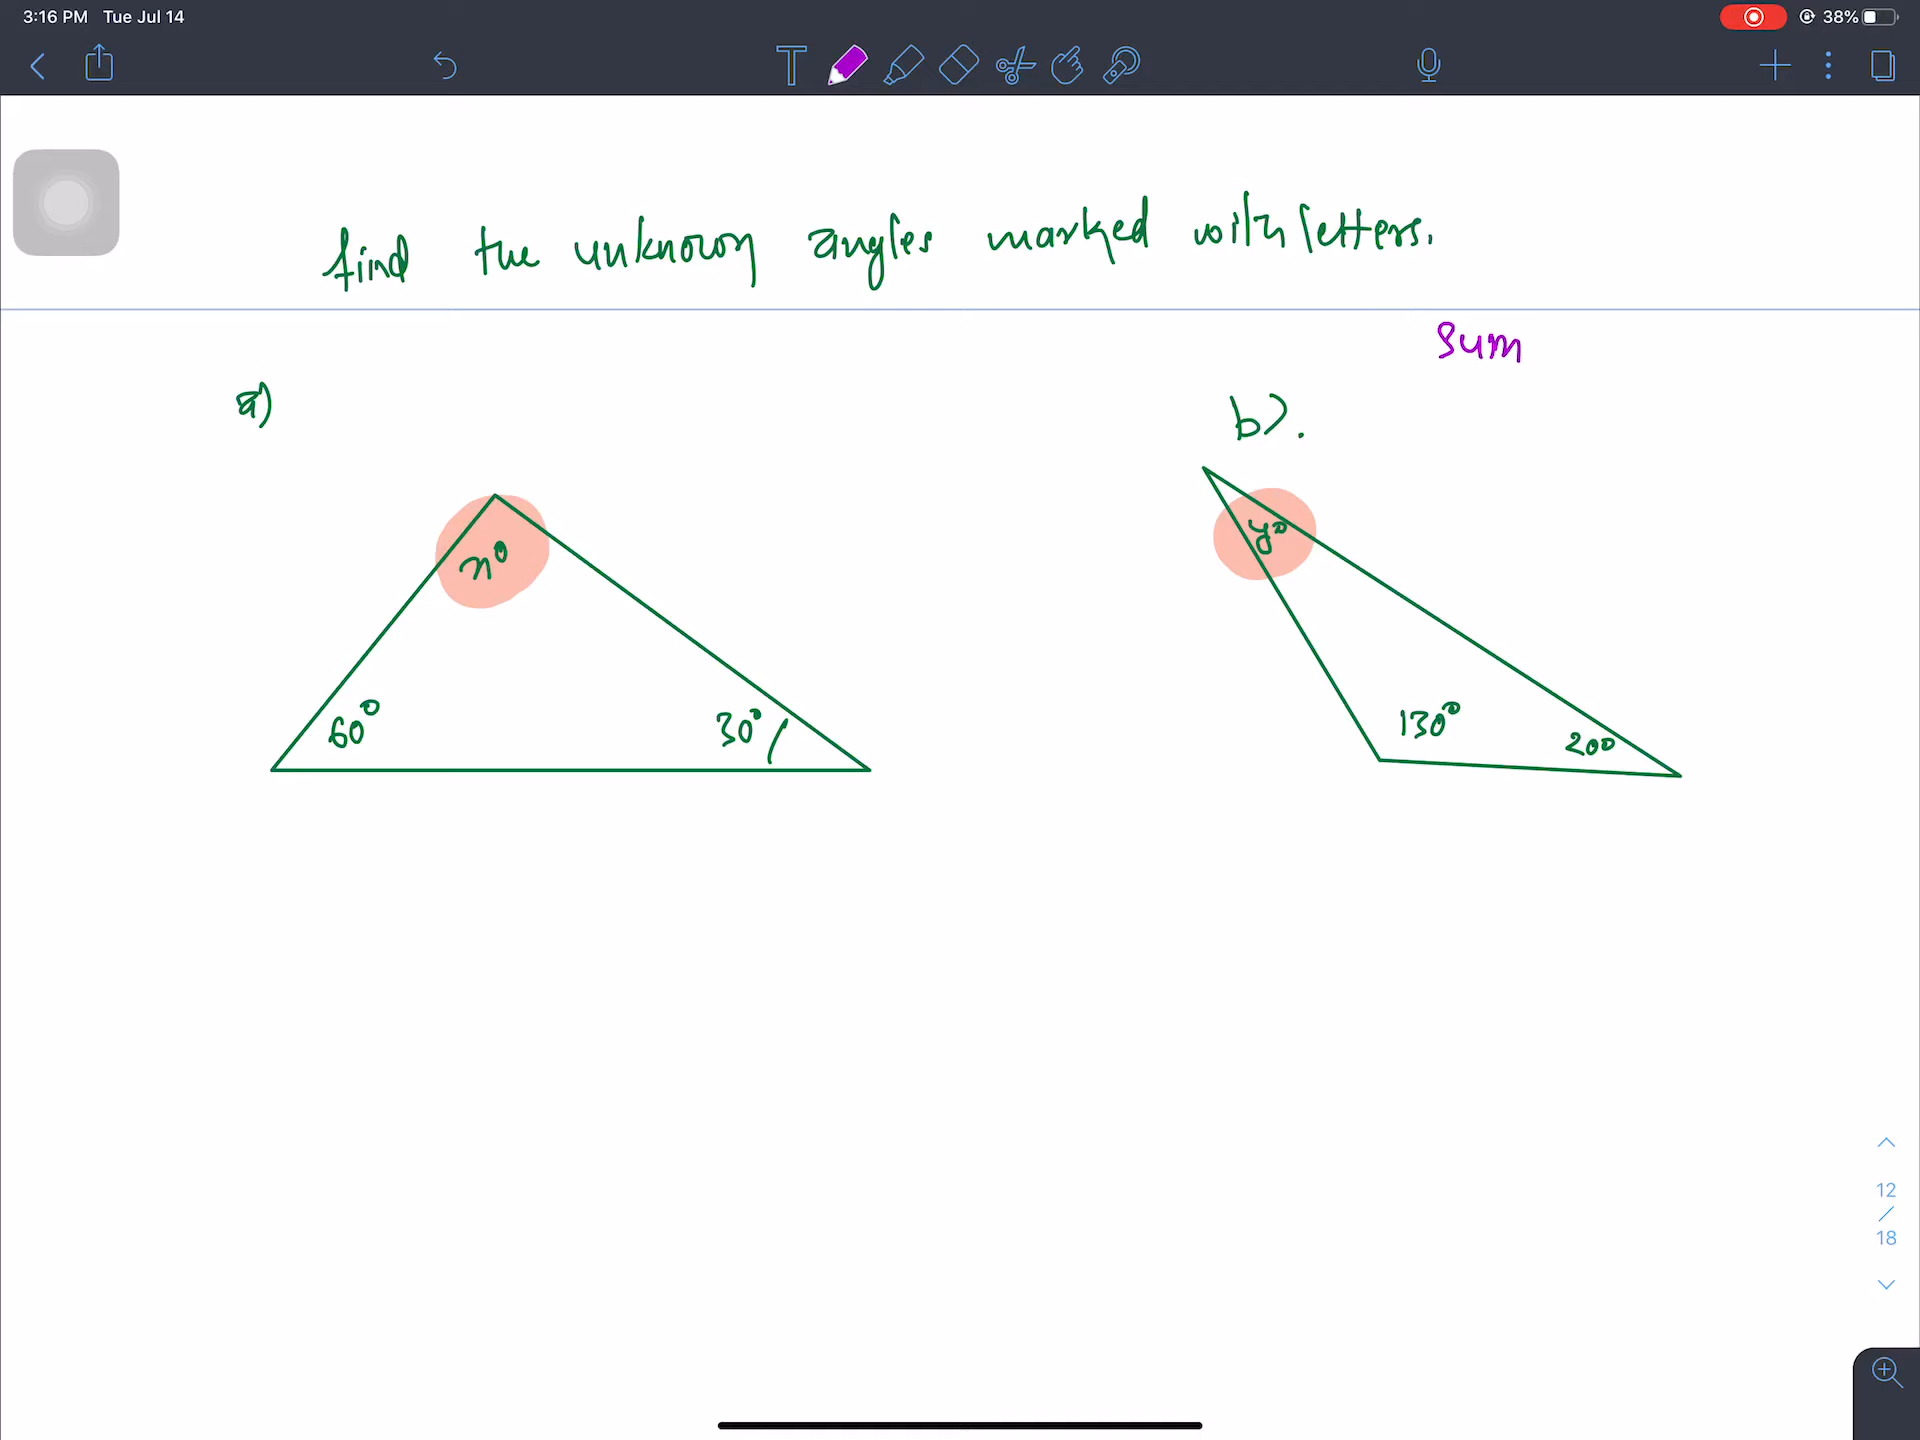 3:16 PM Tue Jul 14
38%
T
find the unknown angles marked with letters.
sum
a)
b).
x°
y°
60°
30°
130°
20°
12
/
18